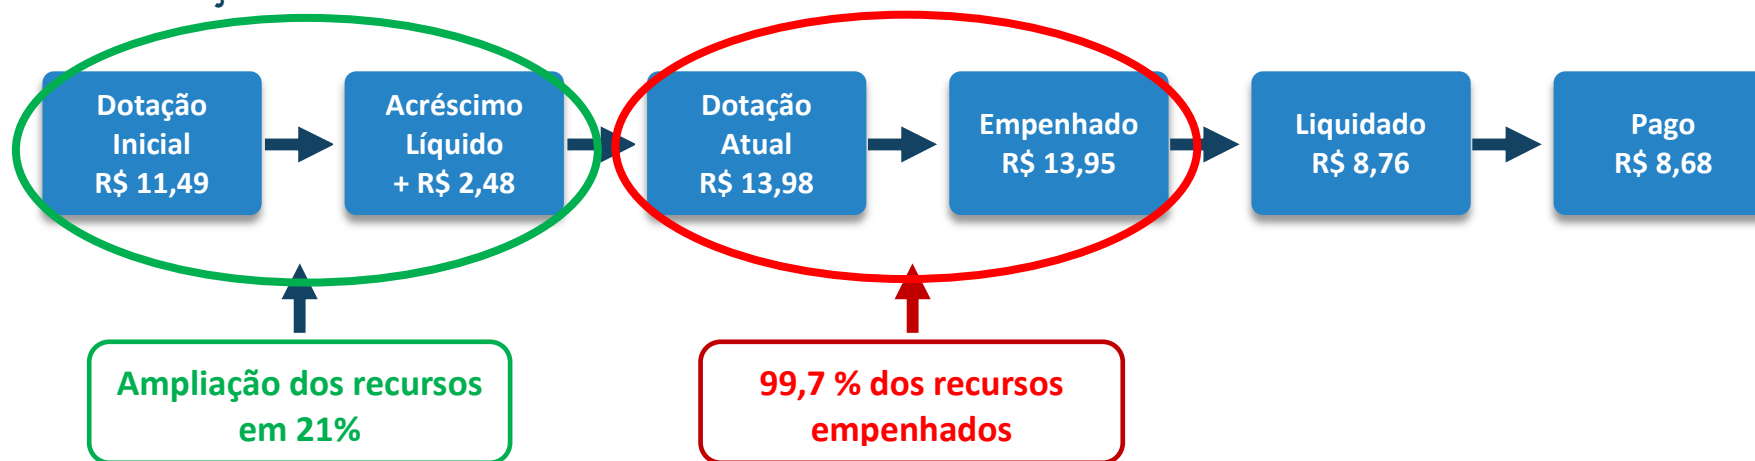 Dotação
Inicial
R$ 11,49
Acréscimo
Líquido
+ R$ 2,48
Dotação
Atual
R$ 13,98
Empenhado
R$ 13,95
Liquidado
R$ 8,76
Pago
R$ 8,68
Ampliação dos recursos
em 21%
99,7 % dos recursos
empenhados